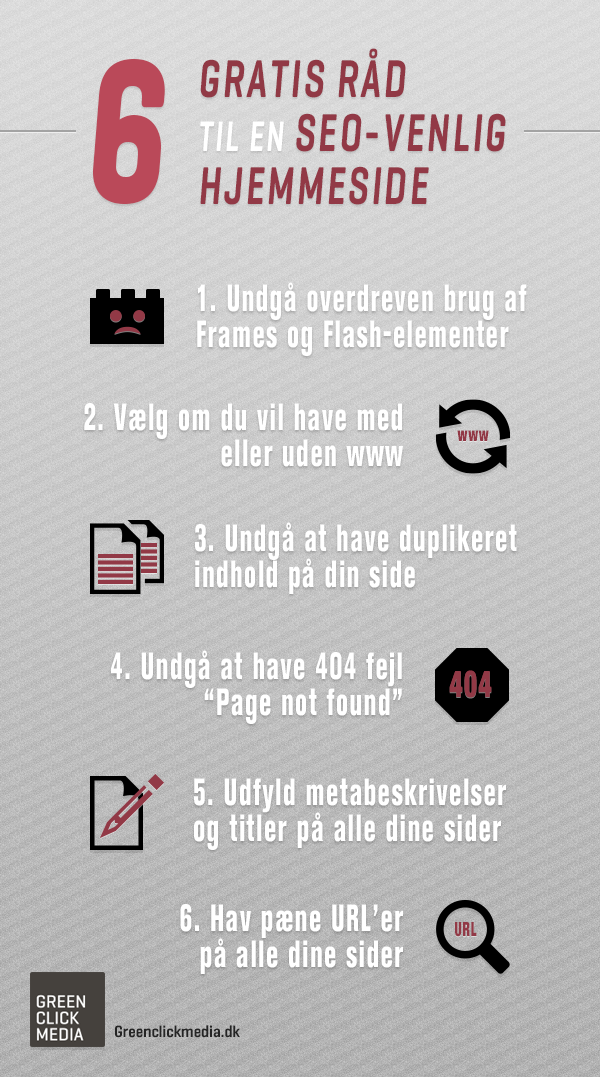 6
GRATIS RÅD
TIL EN SEO-VENLIG
HJEMMESIDE
1. Undgå overdreven brug af
Frames og Flash-elementer
2. Vælg om du vil have med
eller uden www
www
3. Undgå at have duplikeret
indhold på din side
4. Undgå at have 404 fejl
“Page not found”
404
5. Udfyld metabeskrivelser
og titler på alle dine sider
6. Hav pæne URL’er
på alle dine sider
URL
GREEN
CLICK
MEDIA
Greenclickmedia.dk